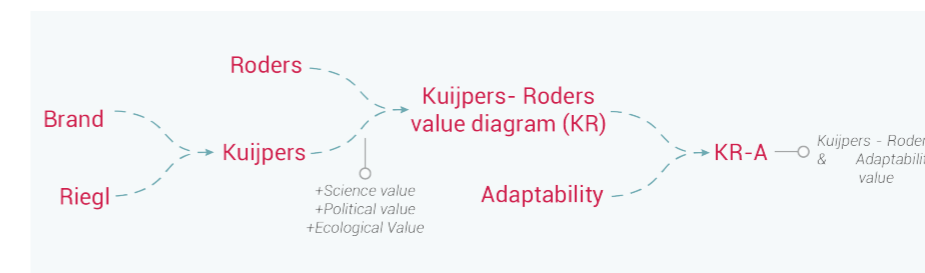 Roders
Brand
Kuijpers
Riegl
+Science value
+Political value
+Ecological Value
Kuijpers- Roders
value diagram (KR)
Adaptability
KR-A
Kuijpers - Roder
& Adaptabilit
value